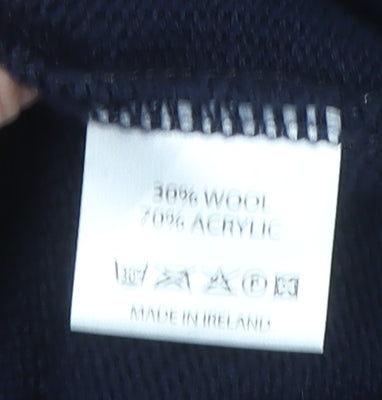 30% WOOL
70% ACRYLIC
P
MADE IN IRELAND